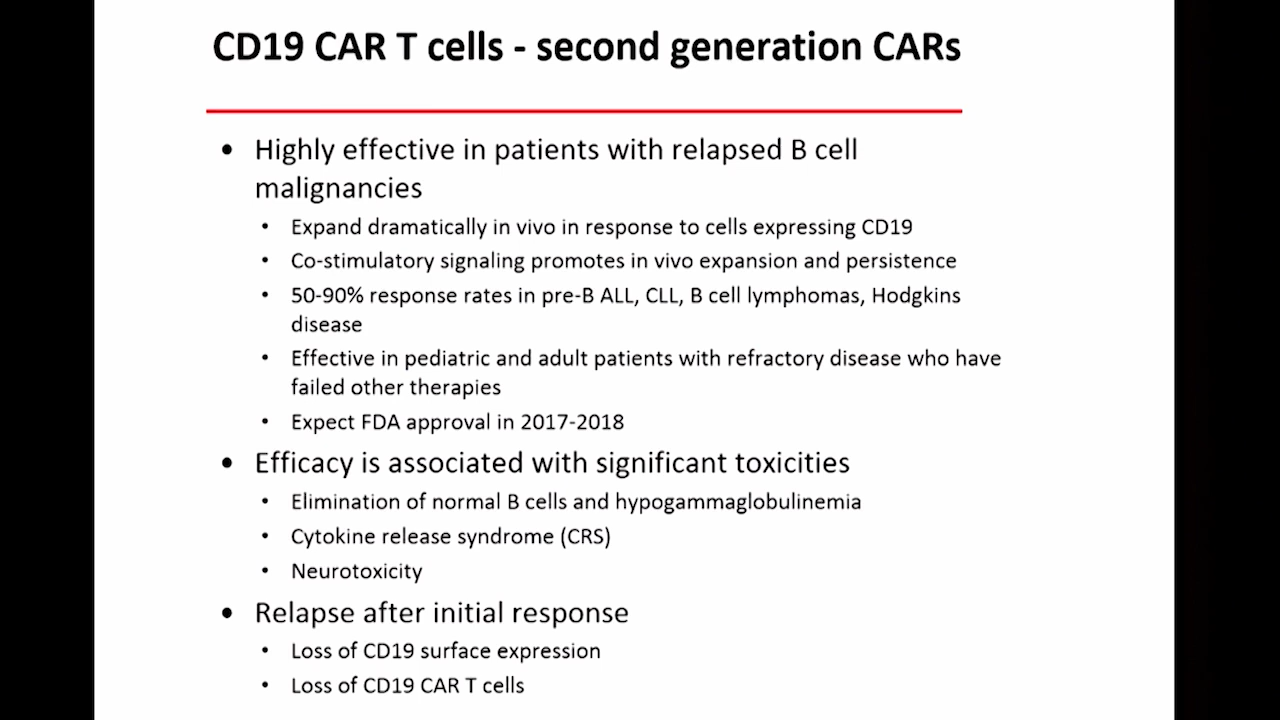 CD19 CAR T cells - second generation CARs
• Highly effective in patients with relapsed B cell
malignancies
• Expand dramatically in vivo in response to cells expressing CD19
• Co-stimulatory signaling promotes in vivo expansion and persistence
• 50-90% response rates in pre-B ALL, CLL, B cell lymphomas, Hodgkins
disease
• Effective in pediatric and adult patients with refractory disease who have
failed other therapies
• Expect FDA approval in 2017-2018
• Efficacy is associated with significant toxicities
• Elimination of normal B cells and hypogammaglobulinemia
• Cytokine release syndrome (CRS)
• Neurotoxicity
• Relapse after initial response
• Loss of CD19 surface expression
• Loss of CD19 CAR T cells